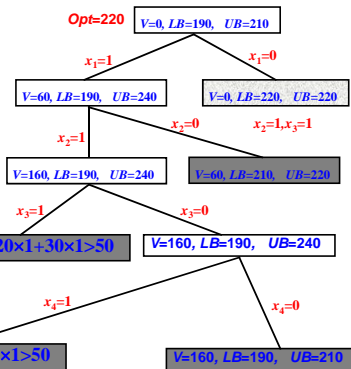 Opt=220
V=0, LB=190, UB=210
x1=1
x1=0
V=60, LB=190, UB=240
V=0, LB=220, UB=220
x2=1
x2=0
x2=1,x3=1
V=160, LB=190, UB=240
V=60, LB=210, UB=220
x3=1
x3=0
20×1+30×1>50
V=160, LB=190, UB=240
x4=1
x4=0
×1>50
V=160, LB=190, UB=210